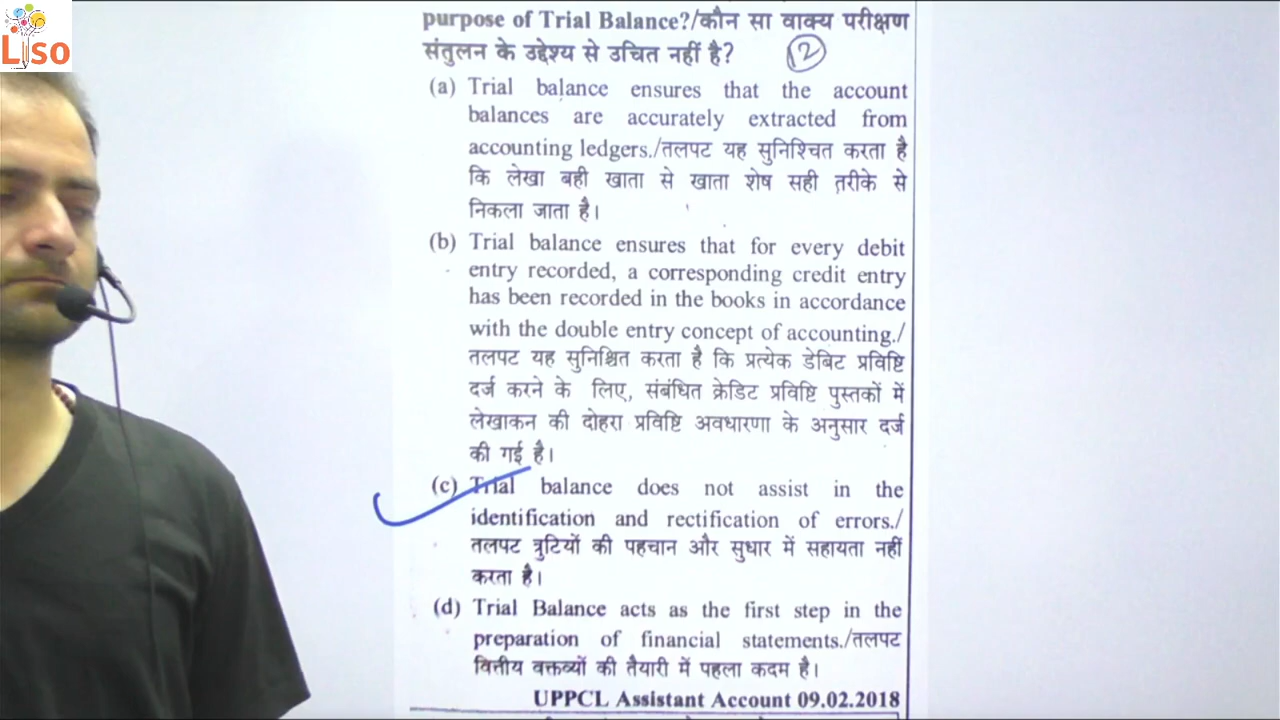 Liso
purpose of Trial Balance?/कौन सा वाक्य परीक्षण
संतुलन के उद्देश्य से उचित नहीं है? (2)
(a) Trial balance ensures that the account
balances are accurately extracted from
accounting ledgers./तलपट यह सुनिश्चित करता है
कि लेखा बही खाता से खाता शेष सही तरीके से
निकला जाता है।
(b) Trial balance ensures that for every debit
entry recorded, a corresponding credit entry
has been recorded in the books in accordance
with the double entry concept of accounting./
तलपट यह सुनिश्चित करता है कि प्रत्येक डेबिट प्रविष्टि
दर्ज करने के लिए, संबंधित क्रेडिट प्रविष्टि पुस्तकों में
लेखाकन की दोहरा प्रविष्टि अवधारणा के अनुसार दर्ज
की गई है।
(c) Trial balance does not assist in the
identification and rectification of errors./
तलपट त्रुटियों की पहचान और सुधार में सहायता नहीं
करता है।
(d) Trial Balance acts as the first step in the
preparation of financial statements./तलपट
वित्तीय वक्तव्यों की तैयारी में पहला कदम है।
UPPCL Assistant Account 09.02.2018